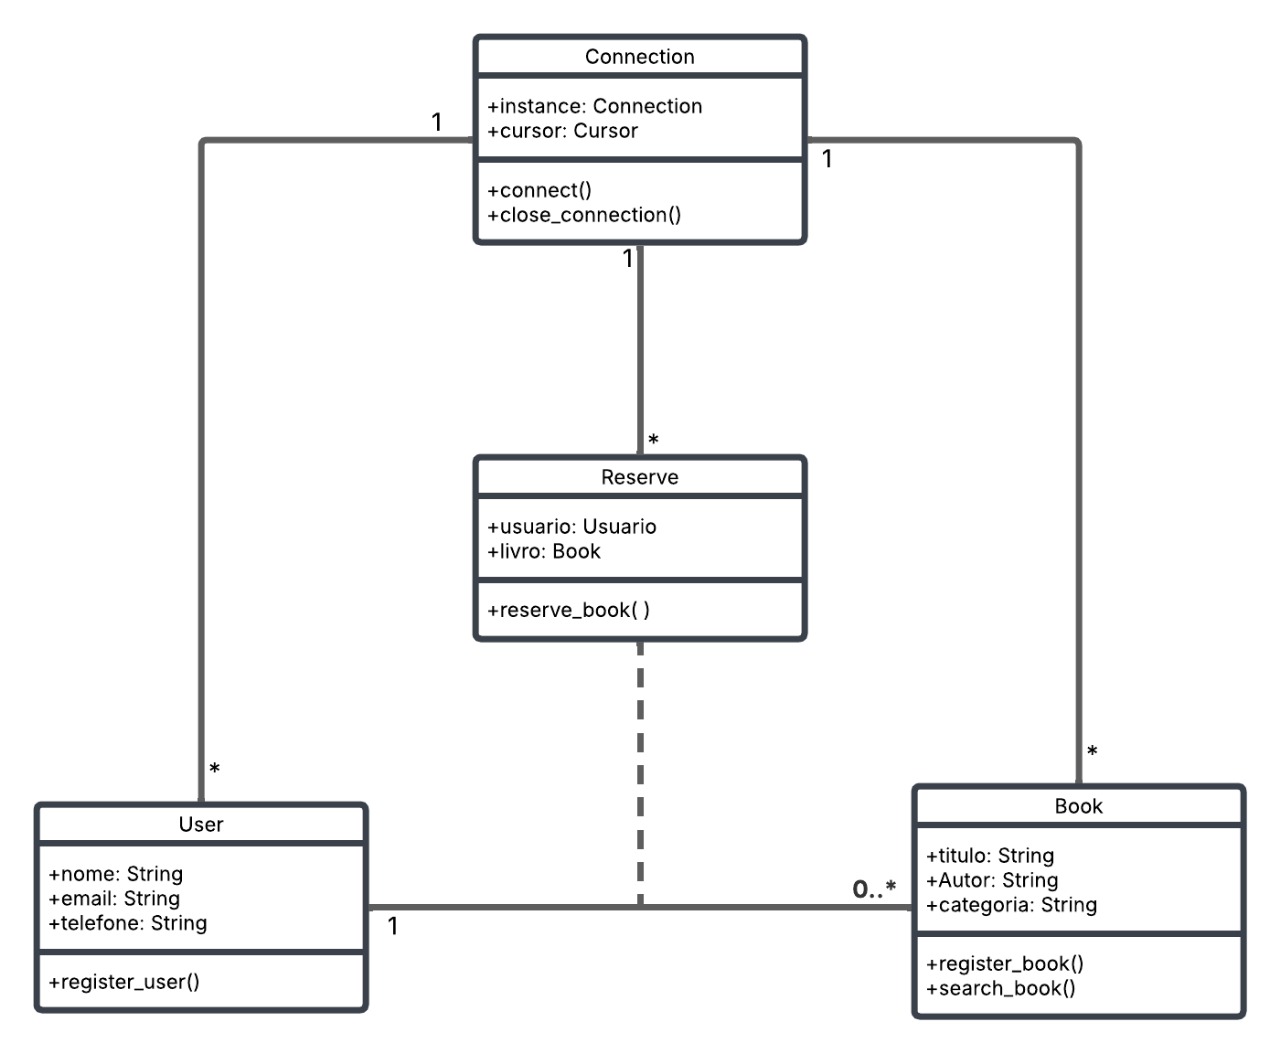 Connection
+instance: Connection
+cursor: Cursor
+connect()
+close_connection()
1
1
1
*
Reserve
+usuario: Usuario
+livro: Book
+reserve_book( )
*
*
User
+nome: String
+email: String
+telefone: String
+register_user()
1
0..*
Book
+titulo: String
+Autor: String
+categoria: String
+register_book()
+search_book()